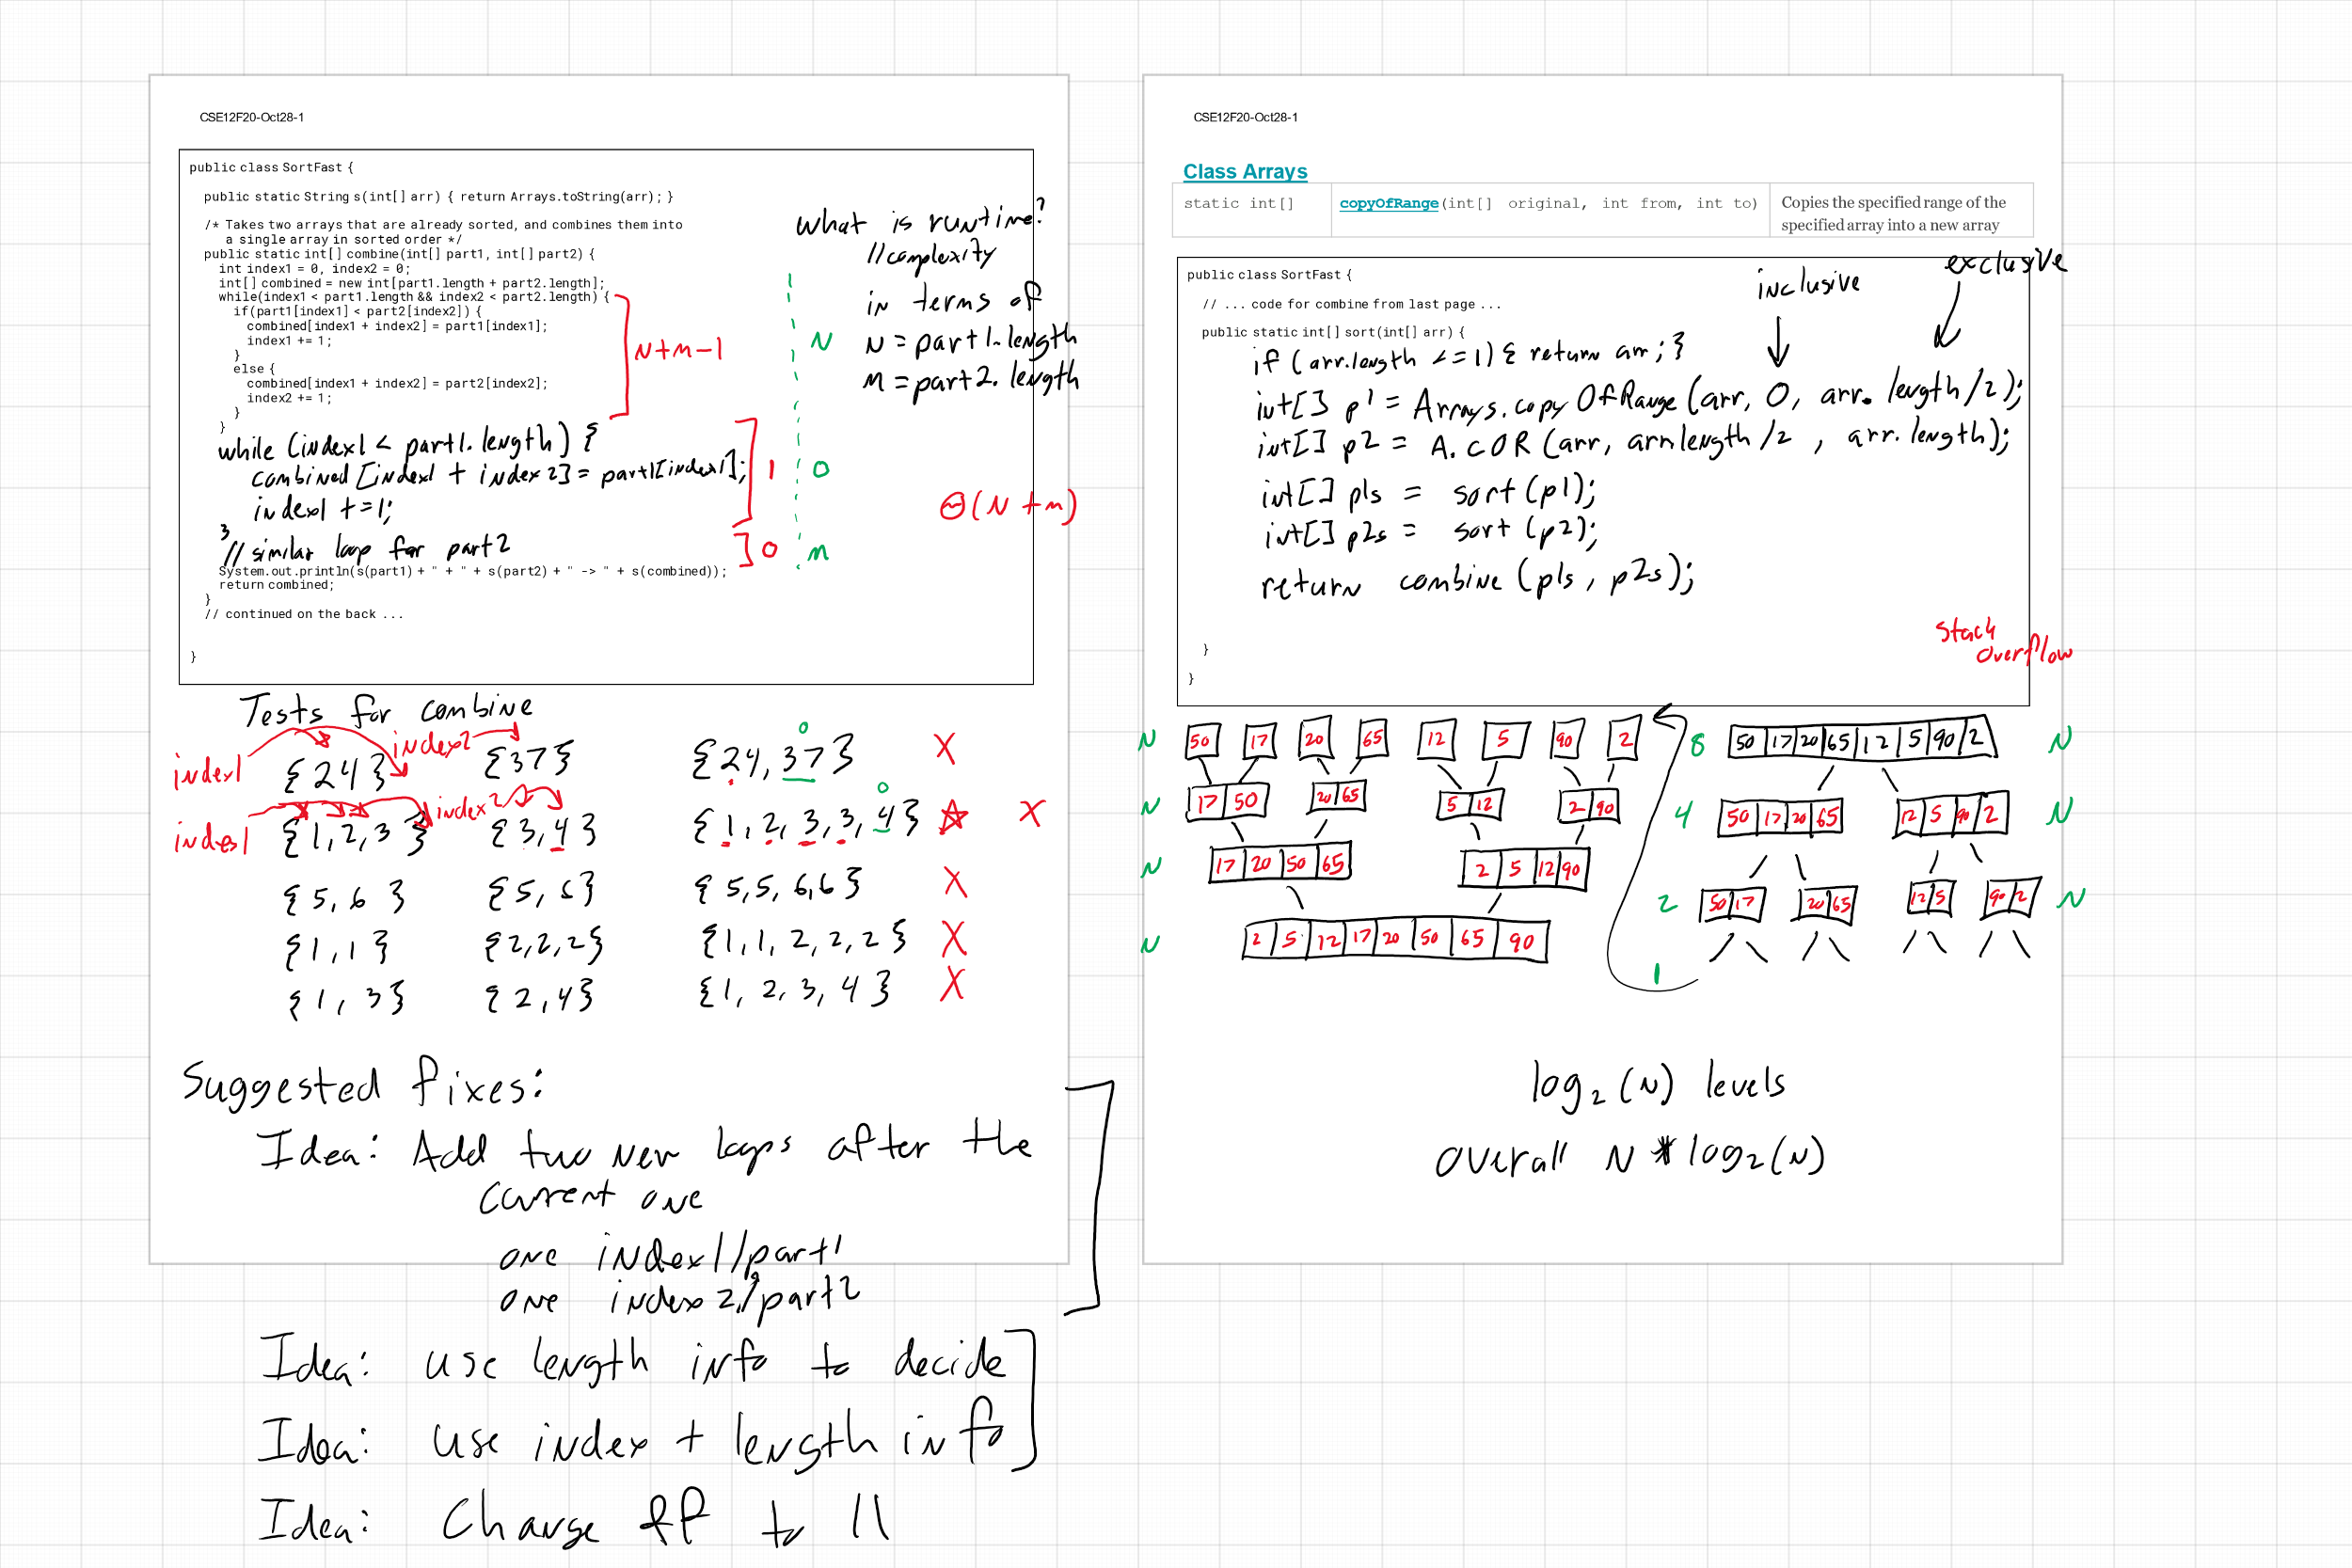 CSE12F20-Oct28-1
public class SortFast {
public static String s(int[] arr) { return Arrays.toString(arr); }
/* Takes two arrays that are already sorted, and combines them into
a single array in sorted order */
public static int[] combine(int[] part1, int[] part2) {
int index1 = 0, index2 = 0;
int[] combined = new int[part1.length + part2.length];
while(index1 < part1.length && index2 < part2.length) {
if(part1[index1] < part2[index2]) {
combined[index1 + index2] = part1[index1];
index1 += 1;
}
else {
combined[index1 + index2] = part2[index2];
index2 += 1;
}
}
while (index1 < part1.length) {
combined [index1 + index2] = part1[index1];
index1 += 1;
}
// similar loop for part2
System.out.println(s(part1) + " + " + s(part2) + " -> " + s(combined));
return combined;
}
// continued on the back ...
}
N+m-1
1
0
N
0
m
what is runtime?
//complexity
in terms of
N = part1.length
M = part2.length
Θ(N+m)
Tests for combine
index1
index2
{24} {37} {24, 37} X
0
index1
index2
{1,2,3} {3,4} {1,2,3,3,4} ☆ X
0
{5,6} {5,6} {5,5,6,6} X
{1,1} {2,2,2} {1,1,2,2,2} X
{1,3} {2,4} {1,2,3,4} X
Suggested fixes:
Idea: Add two new loops after the
current one
one index1/part1
one index2/part2
Idea: use length info to decide
Idea: use index + length info
Idea: Change && to ||
CSE12F20-Oct28-1
Class Arrays
static int[] copyOfRange(int[] original, int from, int to) Copies the specified range of the
specified array into a new array
inclusive
exclusive
public class SortFast {
// ... code for combine from last page ...
public static int[] sort(int[] arr) {
if (arr.length <=1) { return arr; }
int[] p1 = Arrays.copyOfRange(arr, 0, arr.length/2);
int[] p2 = A.COR (arr, arr.length/2, arr.length);
int[] p1s = sort(p1);
int[] p2s = sort(p2);
return combine (p1s, p2s);
}
}
stack
overflow
N 50 17 20 65 12 5 90 2
N 17 50 20 65 5 12 2 90
N 17 20 50 65 2 5 12 90
N 2 5 12 17 20 50 65 90
8 50 17 20 65 12 5 90 2 N
4 50 17 20 65 12 5 90 2 N
2 50 17 20 65 12 5 90 2 N
1
log2(N) levels
overall N * log2(N)